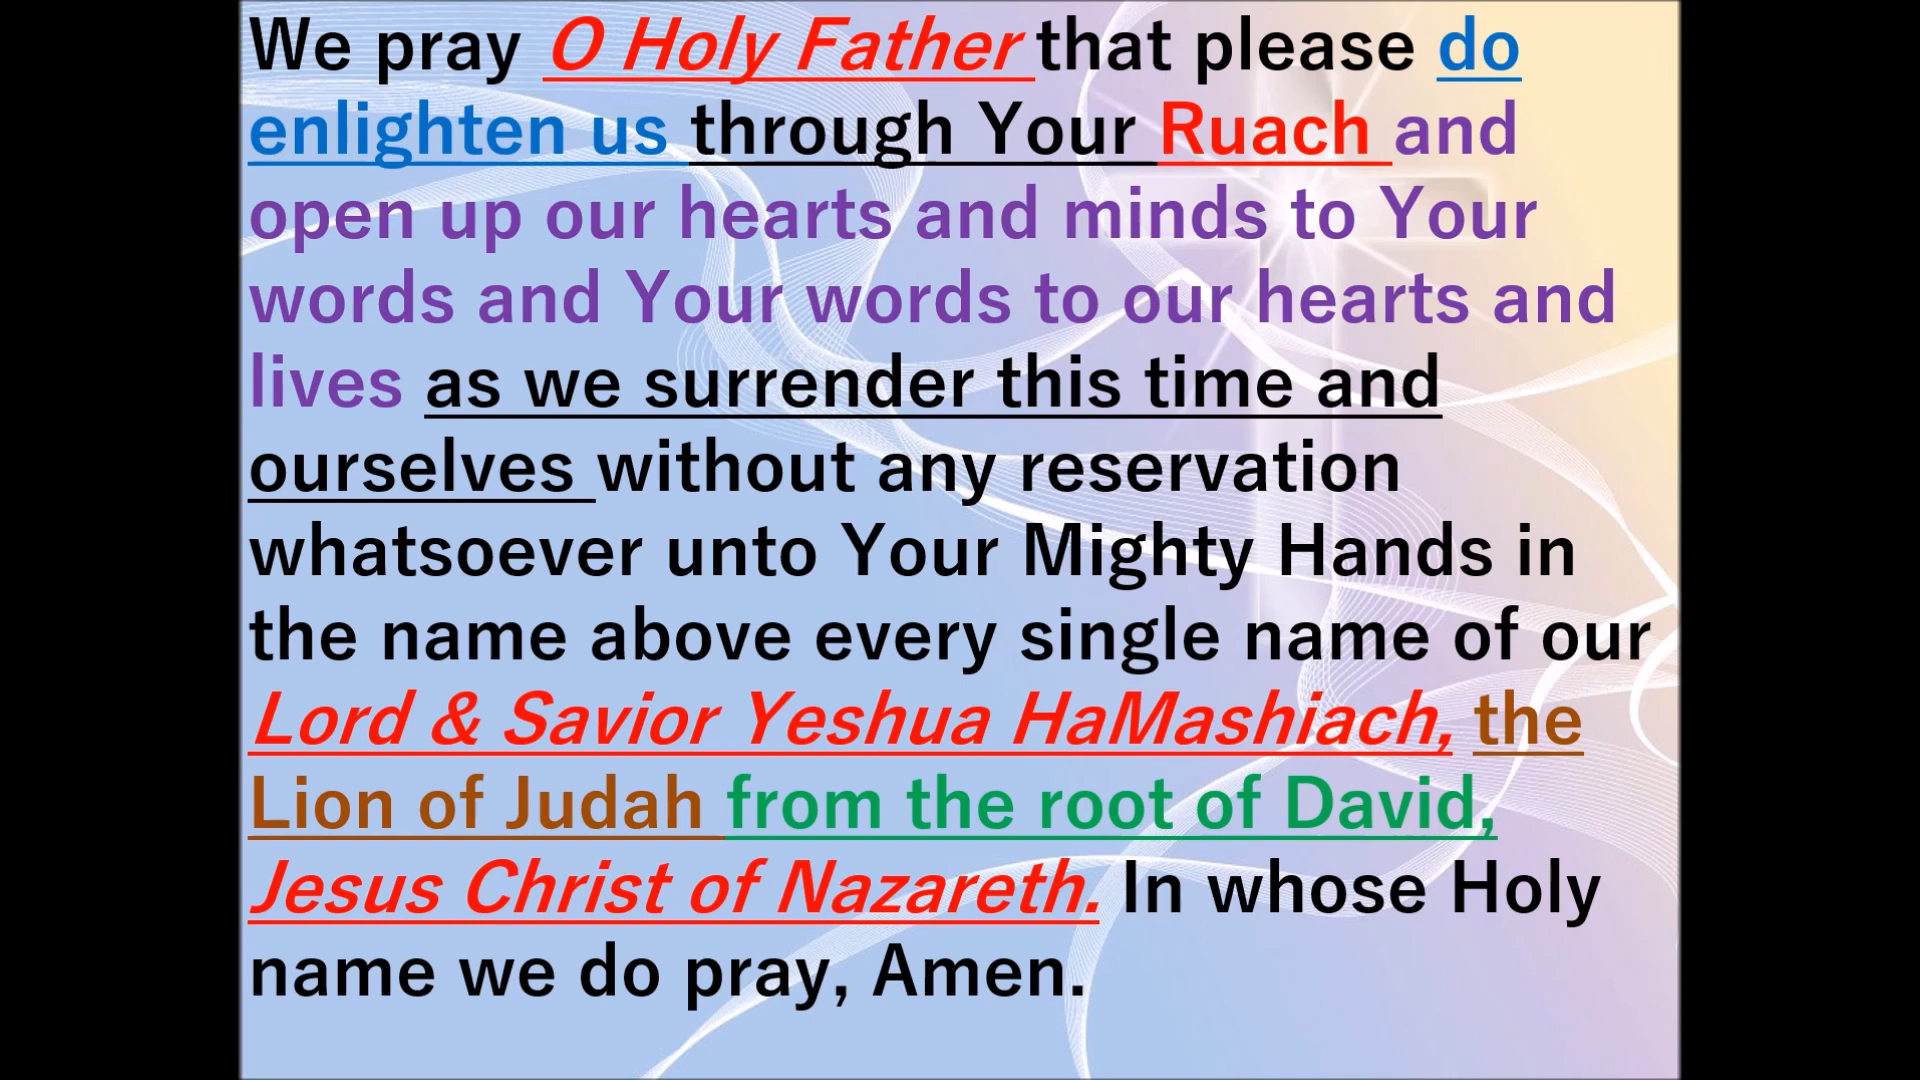 We pray O Holy Father that please do
enlighten us through Your Ruach and
open up our hearts and minds to Your
words and Your words to our hearts and
lives as we surrender this time and
ourselves without any reservation
whatsoever unto Your Mighty Hands in
the name above every single name of our
Lord & Savior Yeshua HaMashiach, the
Lion of Judah from the root of David,
Jesus Christ of Nazareth. In whose Holy
name we do pray, Amen.